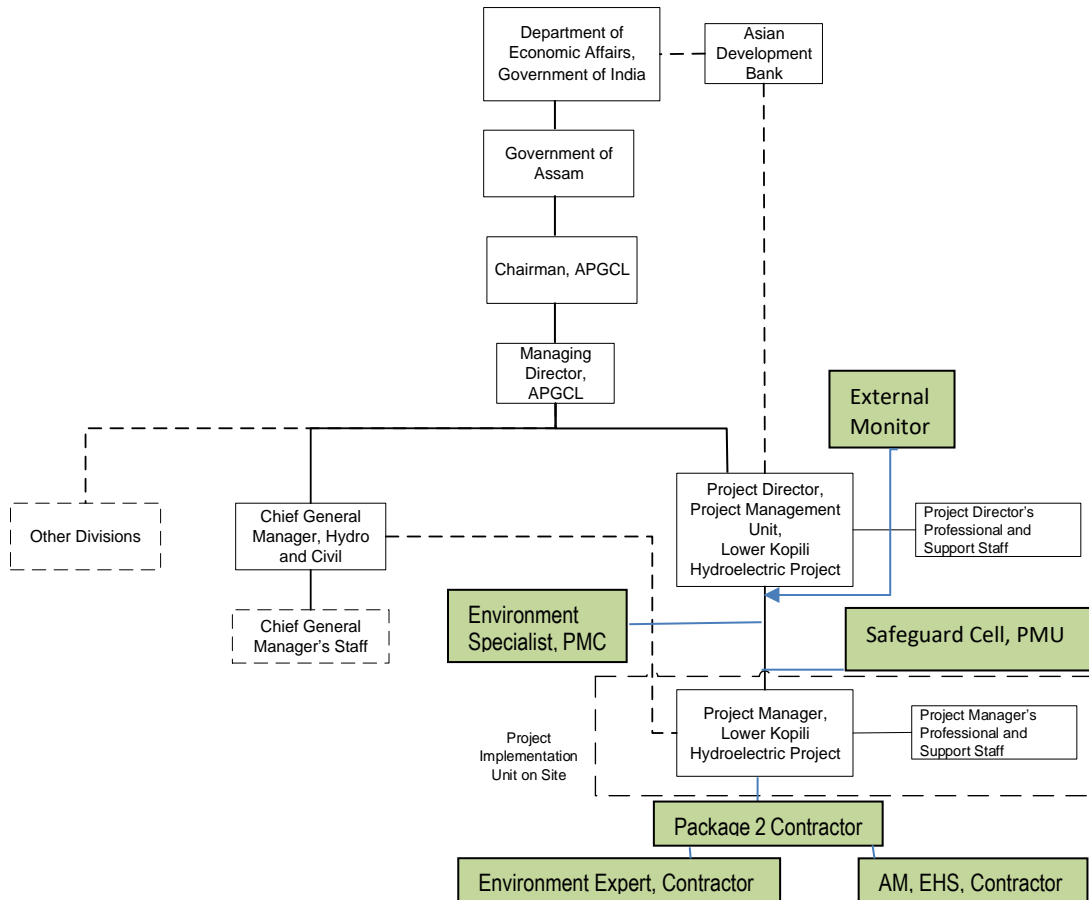 Department of
Economic Affairs,
Government of India
Asian
Development
Bank
Government of
Assam
Chairman, APGCL
Managing
Director,
APGCL
External
Monitor
Other Divisions
Chief General
Manager, Hydro
and Civil
Project Director,
Project Management
Unit,
Lower Kopili
Hydroelectric Project
Project Director's
Professional and
Support Staff
Chief General
Manager's Staff
Environment
Specialist, PMC
Safeguard Cell, PMU
Project
Implementation
Unit on Site
Project Manager,
Lower Kopili
Hydroelectric Project
Project Manager's
Professional and
Support Staff
Package 2 Contractor
Environment Expert, Contractor
AM, EHS, Contractor